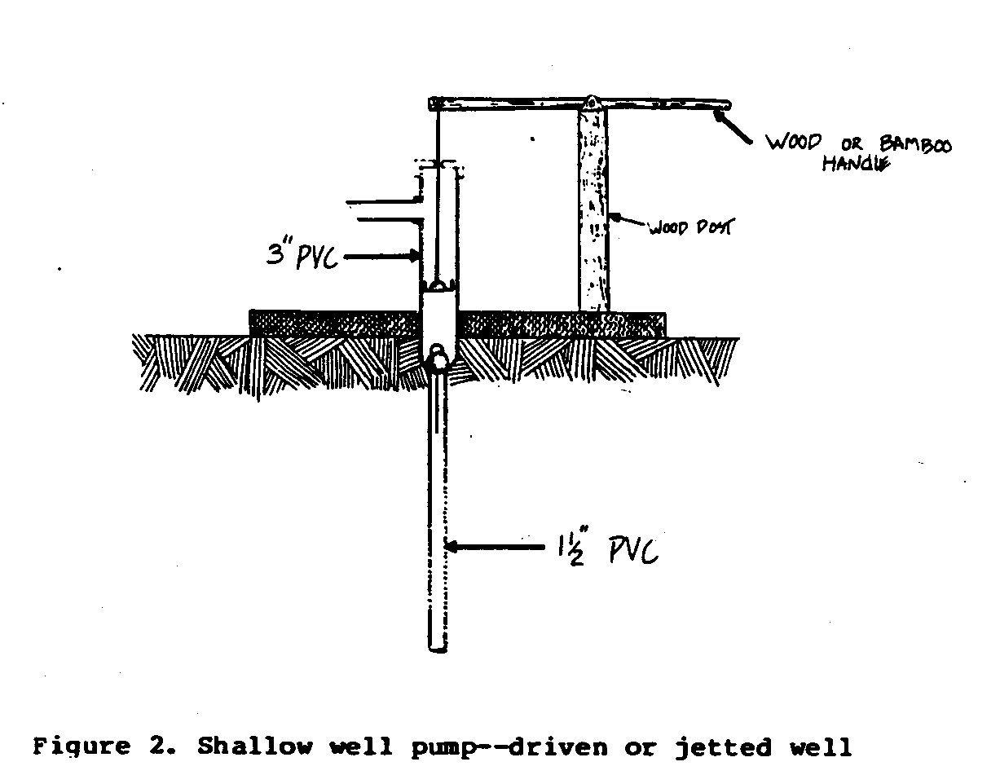 WOOD OR BAMBOO
HANDLE
WOOD POST
3" PVC
1½" PVC
Figure 2. Shallow well pump--driven or jetted well